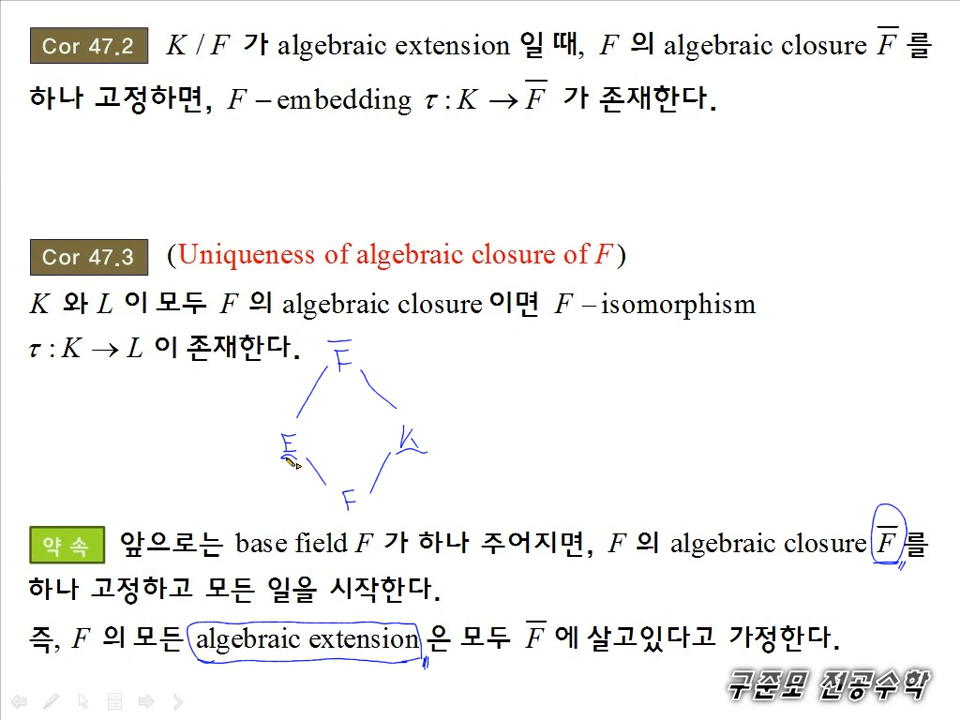 Cor 47.2 K / F 가 algebraic extension 일 때, F 의 algebraic closure F̅ 를
하나 고정하면, F − embedding τ : K → F̅ 가 존재한다.
Cor 47.3 (Uniqueness of algebraic closure of F)
K 와 L 이 모두 F 의 algebraic closure 이면 F − isomorphism
τ : K → L 이 존재한다.
F̅
E K
F
약 속 앞으로는 base field F 가 하나 주어지면, F 의 algebraic closure F̅ 를
하나 고정하고 모든 일을 시작한다.
즉, F 의 모든 algebraic extension 은 모두 F̅ 에 살고있다고 가정한다.
구준모 전공수학